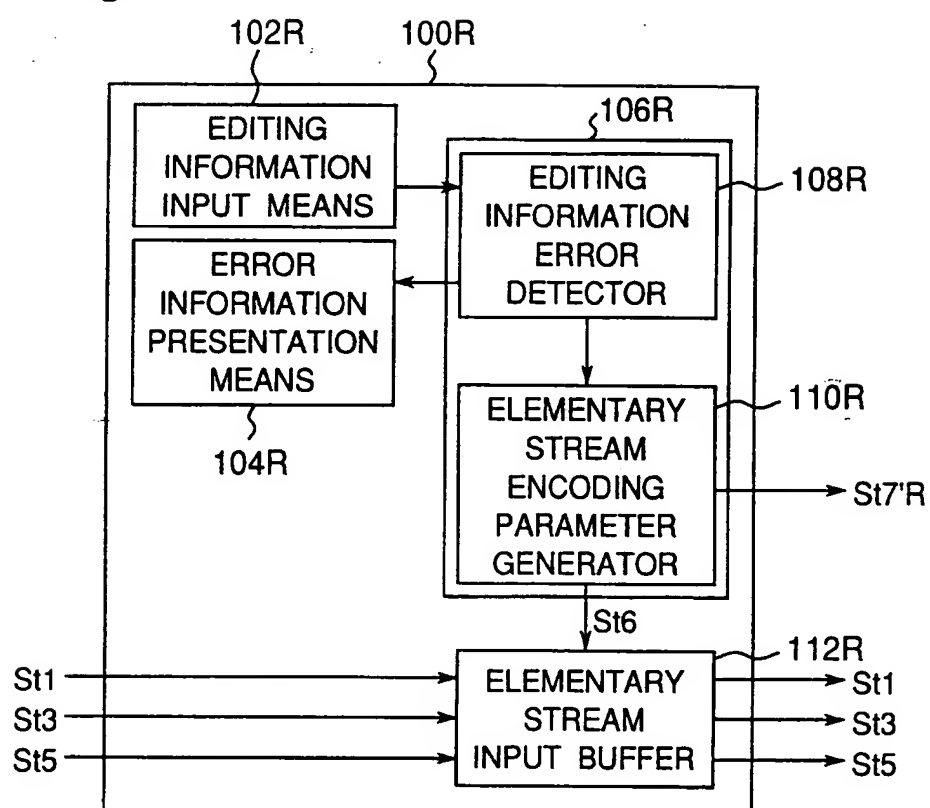 102R
100R
EDITING
INFORMATION
INPUT MEANS
106R
EDITING
INFORMATION
ERROR
DETECTOR
108R
ERROR
INFORMATION
PRESENTATION
MEANS
104R
ELEMENTARY
STREAM
ENCODING
PARAMETER
GENERATOR
110R
St7'R
St6
112R
St1
St3
St5
ELEMENTARY
STREAM
INPUT BUFFER
St1
St3
St5